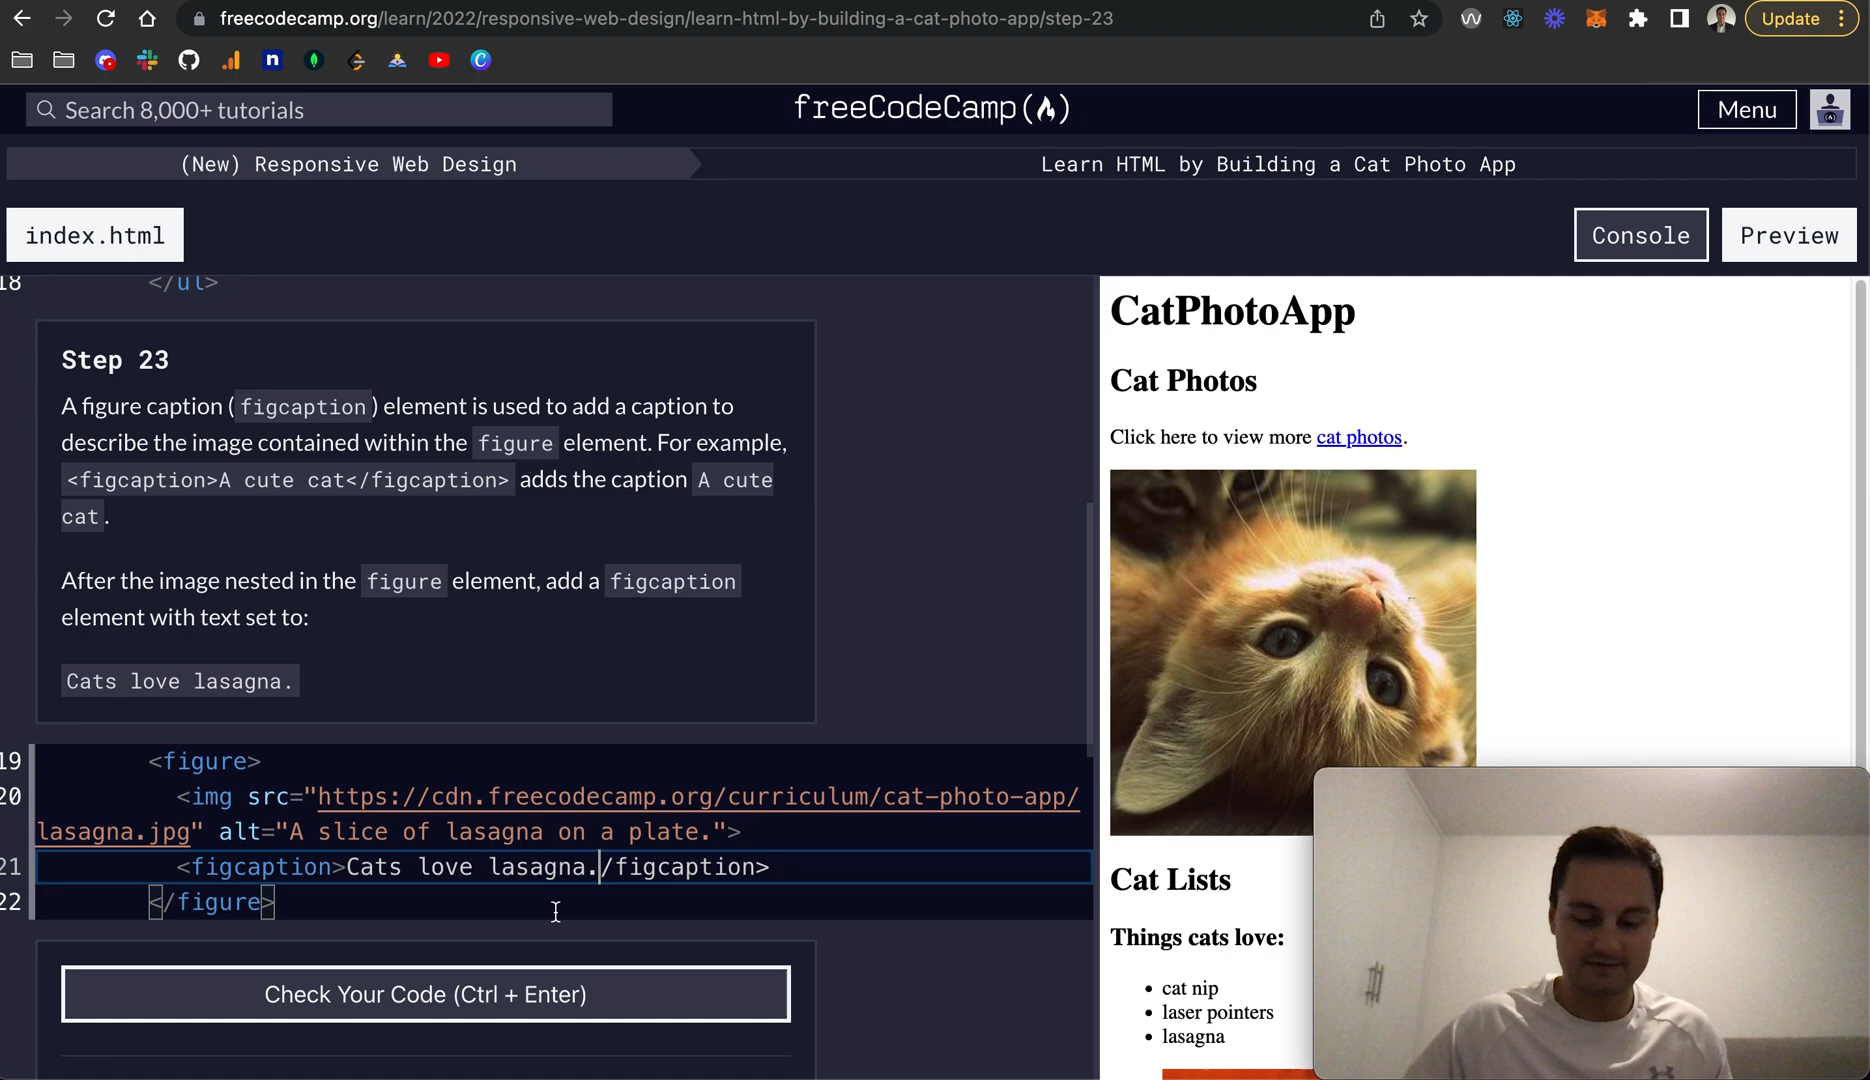 freecodecamp.org/learn/2022/responsive-web-design/learn-html-by-building-a-cat-photo-app/step-23
Update
Search 8,000+ tutorials
freeCodeCamp
Menu
(New) Responsive Web Design
Learn HTML by Building a Cat Photo App
index.html
Console
Preview
18 </ul>
Step 23
A figure caption (figcaption) element is used to add a caption to
describe the image contained within the figure element. For example,
<figcaption>A cute cat</figcaption> adds the caption A cute
cat.
After the image nested in the figure element, add a figcaption
element with text set to:
Cats love lasagna.
19 <figure>
20 <img src="https://cdn.freecodecamp.org/curriculum/cat-photo-app/
lasagna.jpg" alt="A slice of lasagna on a plate.">
21 <figcaption>Cats love lasagna./figcaption>
22 </figure>
Check Your Code (Ctrl + Enter)
CatPhotoApp
Cat Photos
Click here to view more cat photos.
Cat Lists
Things cats love:
• cat nip
• laser pointers
• lasagna